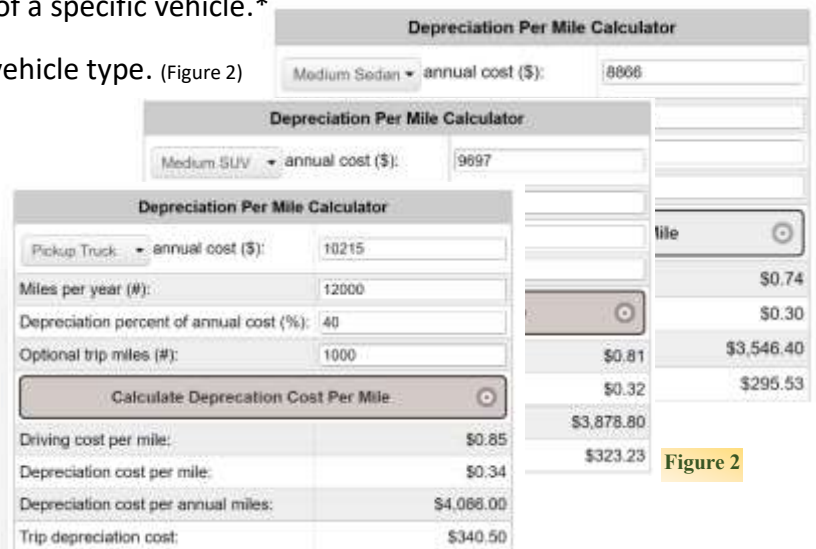 of a specific vehicle.*
vehicle type. (Figure 2)
Depreciation Per Mile Calculator
Medium Sedan annual cost ($): 8866
Mile
$0.74
$0.30
$3,546.40
$295.53
Depreciation Per Mile Calculator
Medium SUV annual cost ($): 9697
$0.81
$0.32
$3,878.80
$323.23
Depreciation Per Mile Calculator
Pickup Truck annual cost ($): 10215
Miles per year (#): 12000
Depreciation percent of annual cost (%): 40
Optional trip miles (#): 1000
Calculate Deprecation Cost Per Mile
Driving cost per mile: $0.85
Depreciation cost per mile: $0.34
Depreciation cost per annual miles: $4,086.00
Trip depreciation cost: $340.50
Figure 2